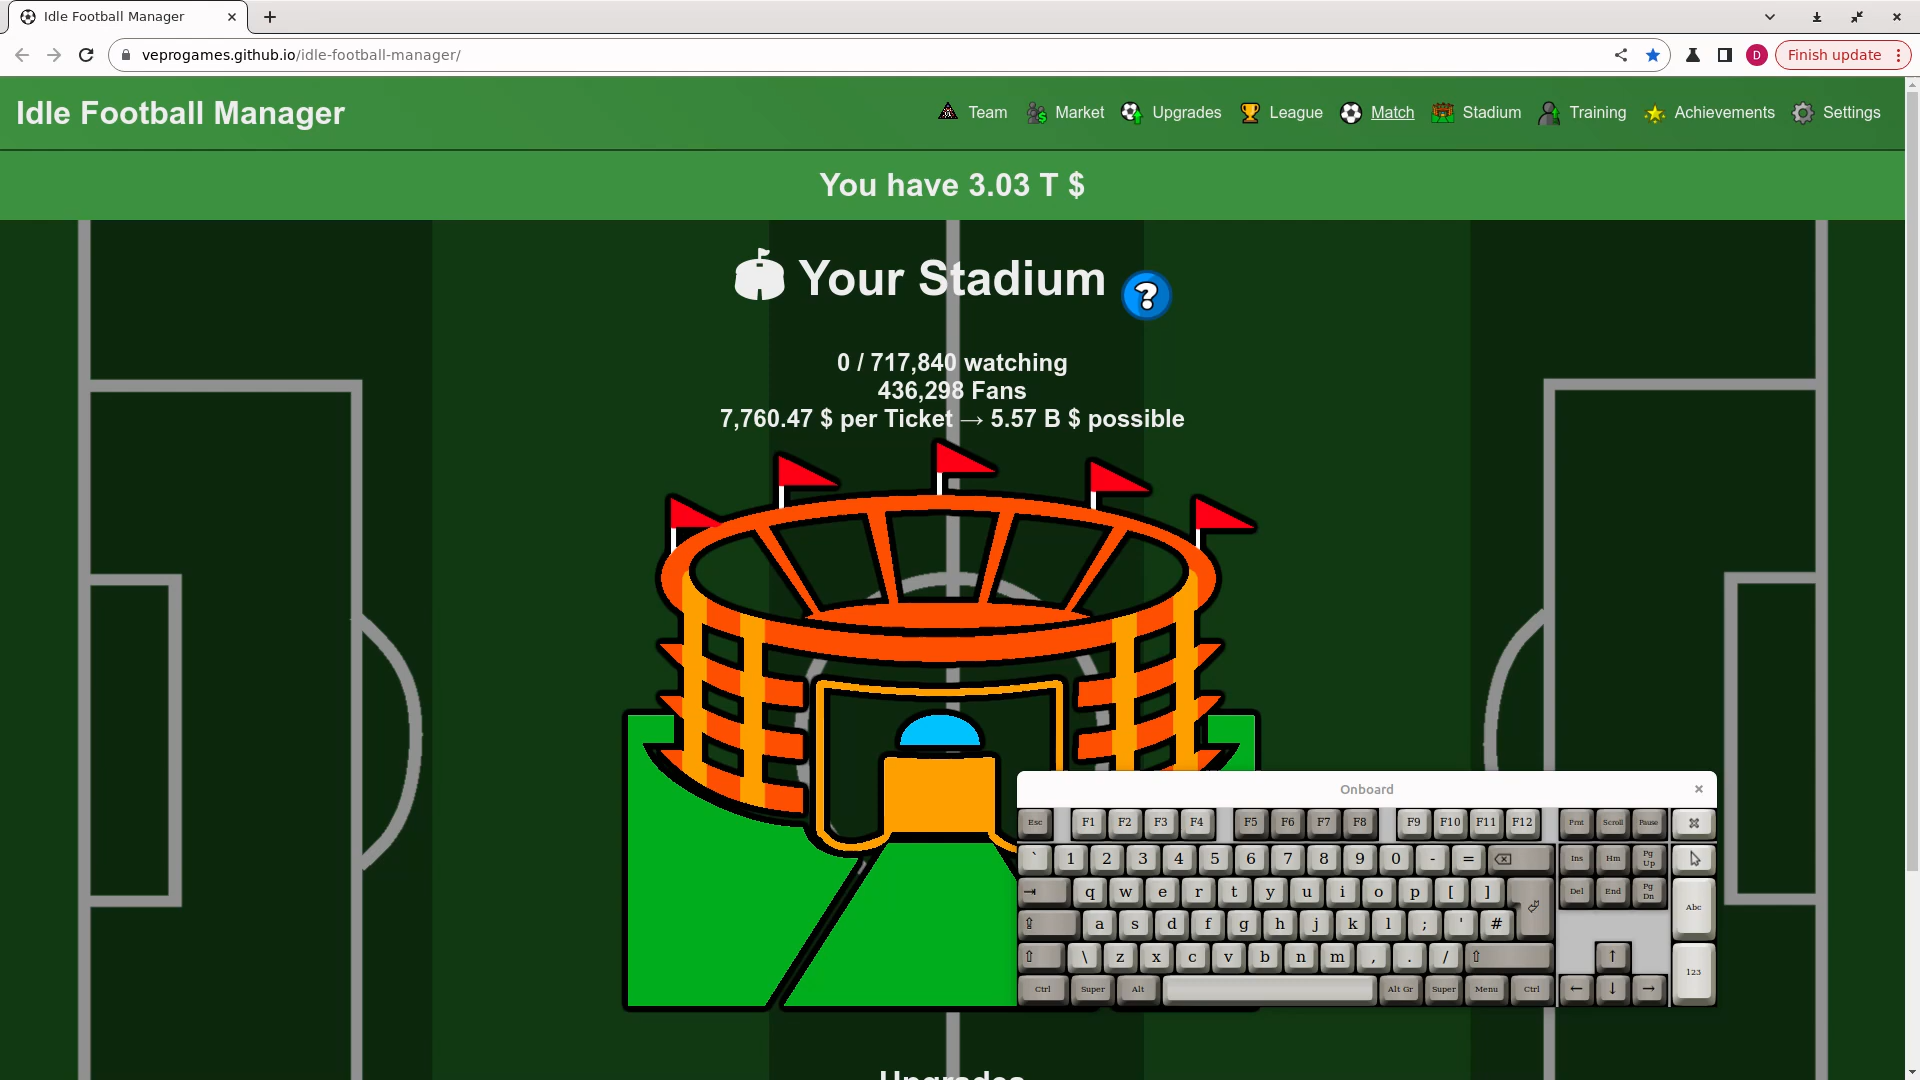 Idle Football Manager
veprogames.github.io/idle-football-manager/
D
Finish update
Idle Football Manager
Team Market Upgrades League Match Stadium Training Achievements Settings
You have 3.03 T $
Your Stadium ?
0 / 717,840 watching
436,298 Fans
7,760.47 $ per Ticket → 5.57 B $ possible
Onboard
Esc F1 F2 F3 F4 F5 F6 F7 F8 F9 F10 F11 F12 Prnt Scroll Pause
` 1 2 3 4 5 6 7 8 9 0 - = Ins Hm Pg Up
q w e r t y u i o p [ ] Del End Pg Dn Abc
a s d f g h j k l ; ' #
\ z x c v b n m , . / ↑ 123
Ctrl Super Alt Alt Gr Super Menu Ctrl ← ↓ →
Upgrades